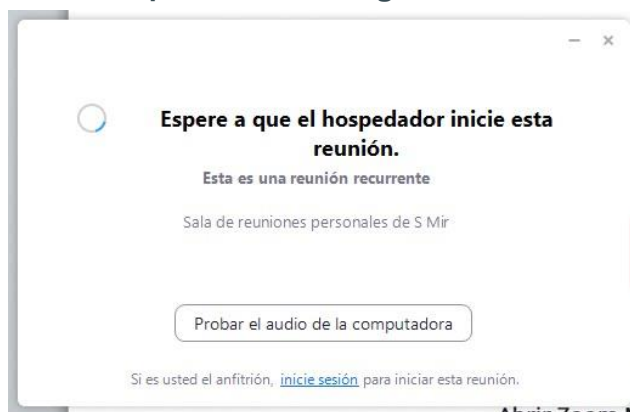 Espere a que el hospedador inicie esta
reunión.
Esta es una reunión recurrente
Sala de reuniones personales de S Mir
Probar el audio de la computadora
Si es usted el anfitrión, inicie sesión para iniciar esta reunión.